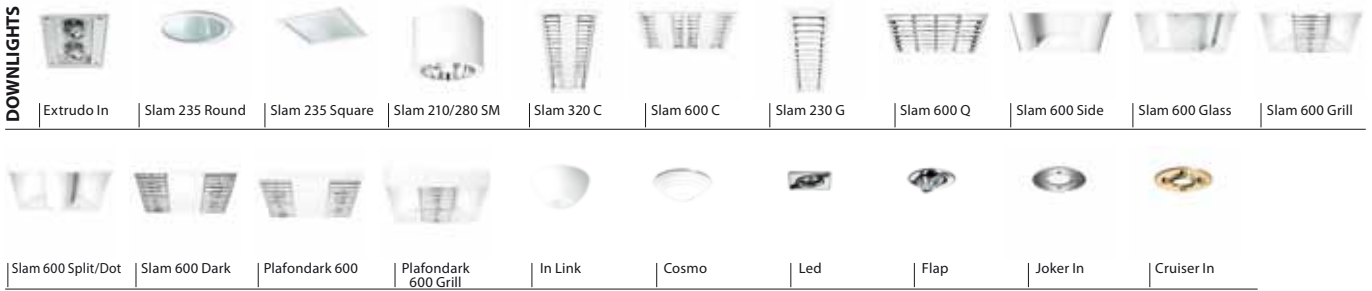 DOWNLIGHTS
Extrudo In
Slam 235 Round
Slam 235 Square
Slam 210/280 SM
Slam 320 C
Slam 600 C
Slam 230 G
Slam 600 Q
Slam 600 Side
Slam 600 Glass
Slam 600 Grill
Slam 600 Split/Dot
Slam 600 Dark
Plafondark 600
Plafondark
600 Grill
In Link
Cosmo
Led
Flap
Joker In
Cruiser In